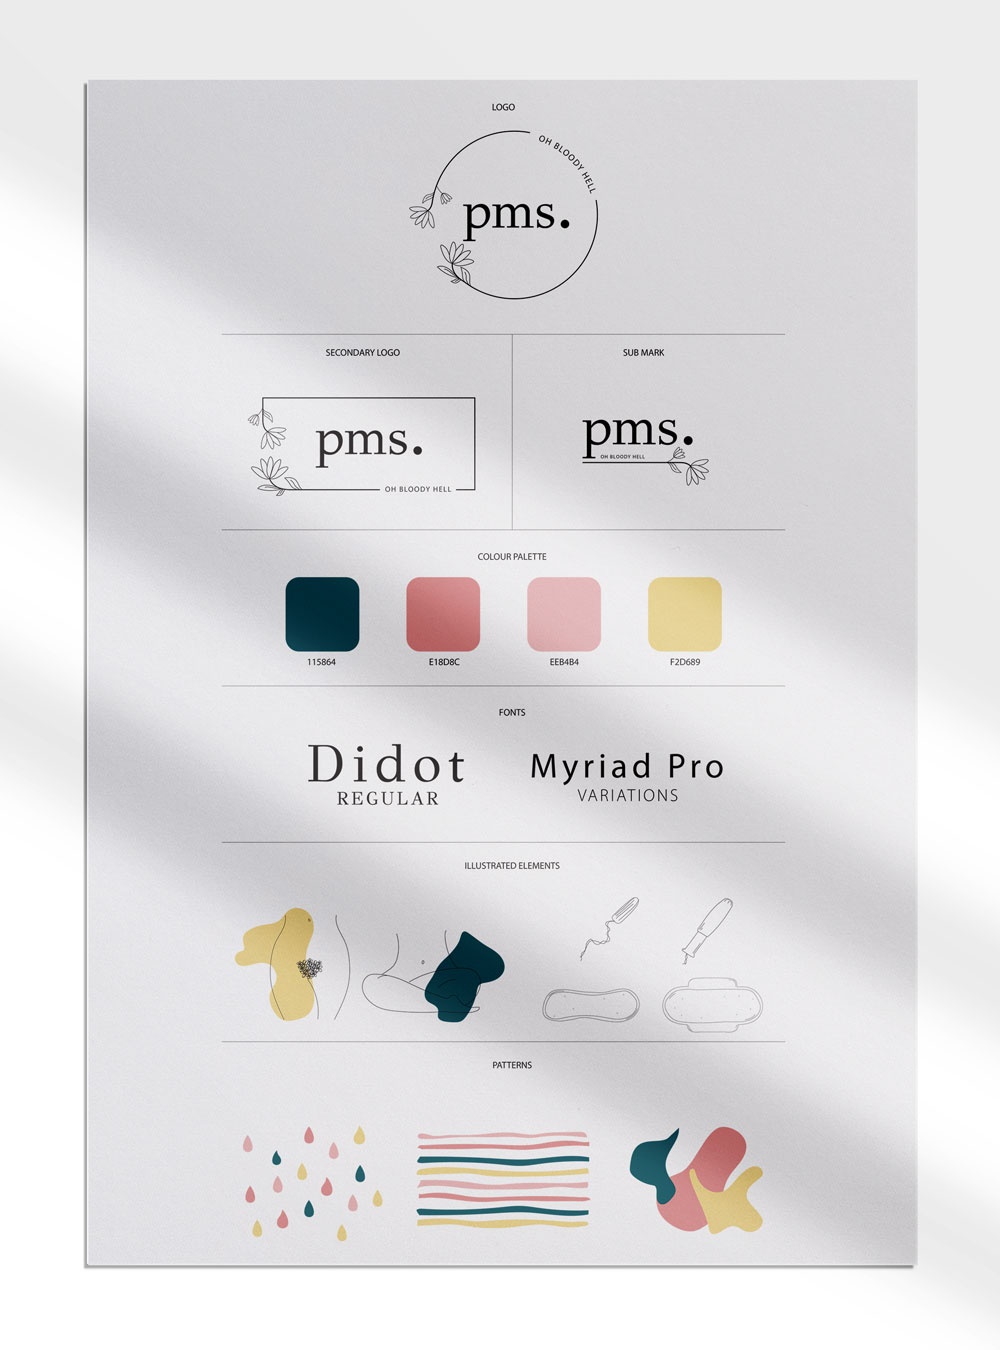 LOGO
OH BLOODY HELL
pms.
SECONDARY LOGO
SUB MARK
pms.
OH BLOODY HELL
pms.
OH BLOODY HELL
COLOUR PALETTE
115864
E18D8C
EEB4B4
F2D689
FONTS
Didot
REGULAR
Myriad Pro
VARIATIONS
ILLUSTRATED ELEMENTS
PATTERNS